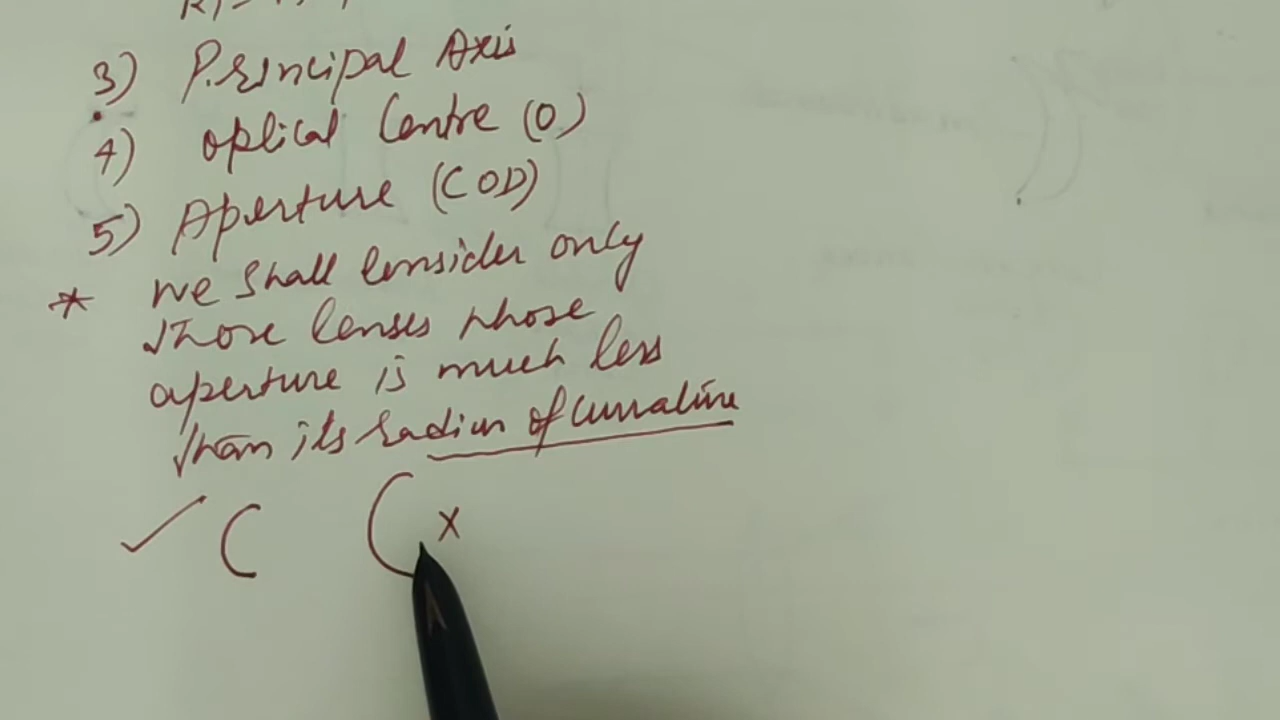 3) Principal Axis
4) Optical Centre (O)
5) Aperture (COD)
* We shall consider only
those lenses whose
aperture is much less
than its radius of curvature
✓ ( ( x